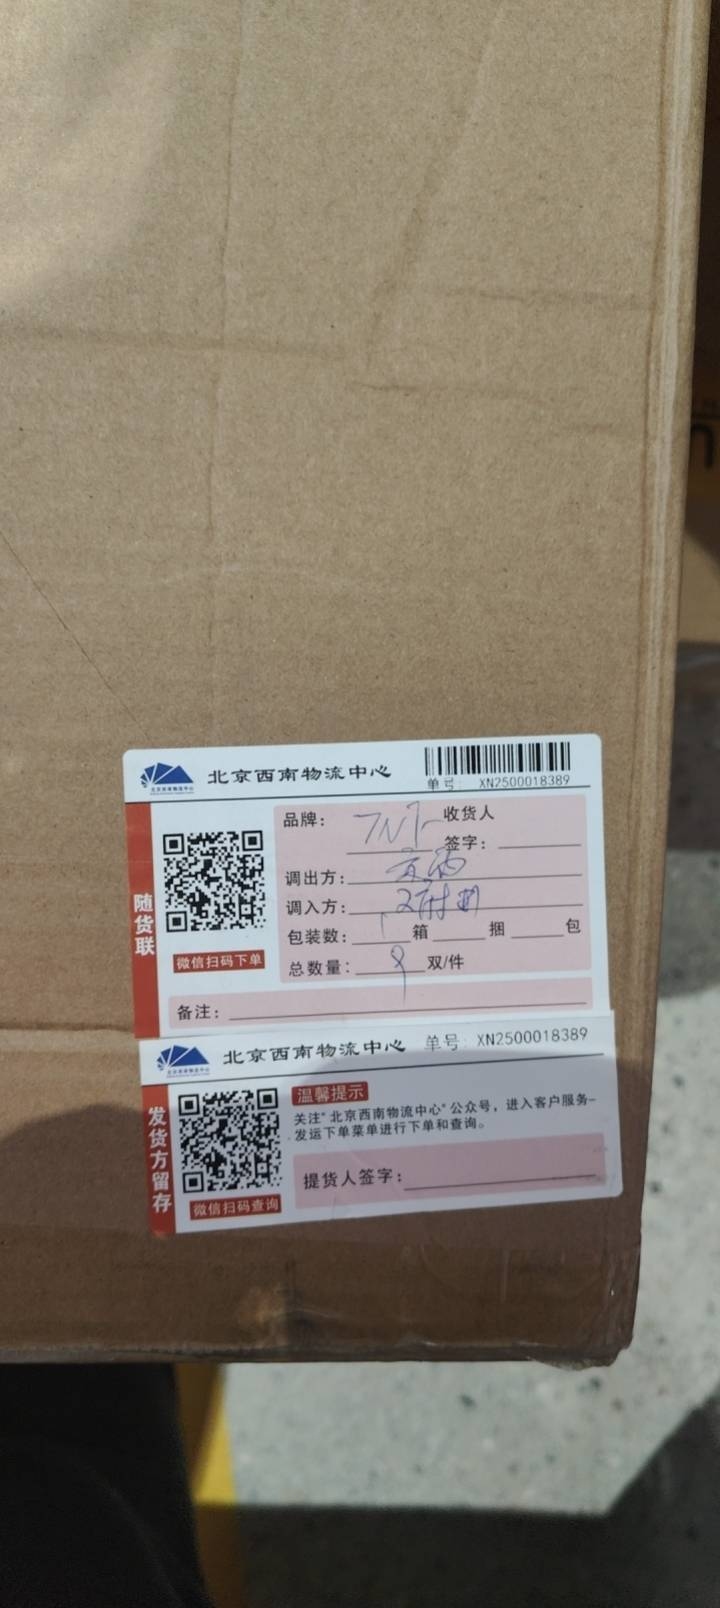 北京西南物流中心
单号: XN2500018389
随货联
微信扫码下单
品牌: TNF 收货人
签字:
调出方:
调入方:
包装数: 1 箱 捆 包
总数量: 9 双/件
备注:
北京西南物流中心 单号: XN2500018389
发货方留存
微信扫码查询
温馨提示
关注"北京西南物流中心"公众号，进入客户服务-
发运下单菜单进行下单和查询。
提货人签字: